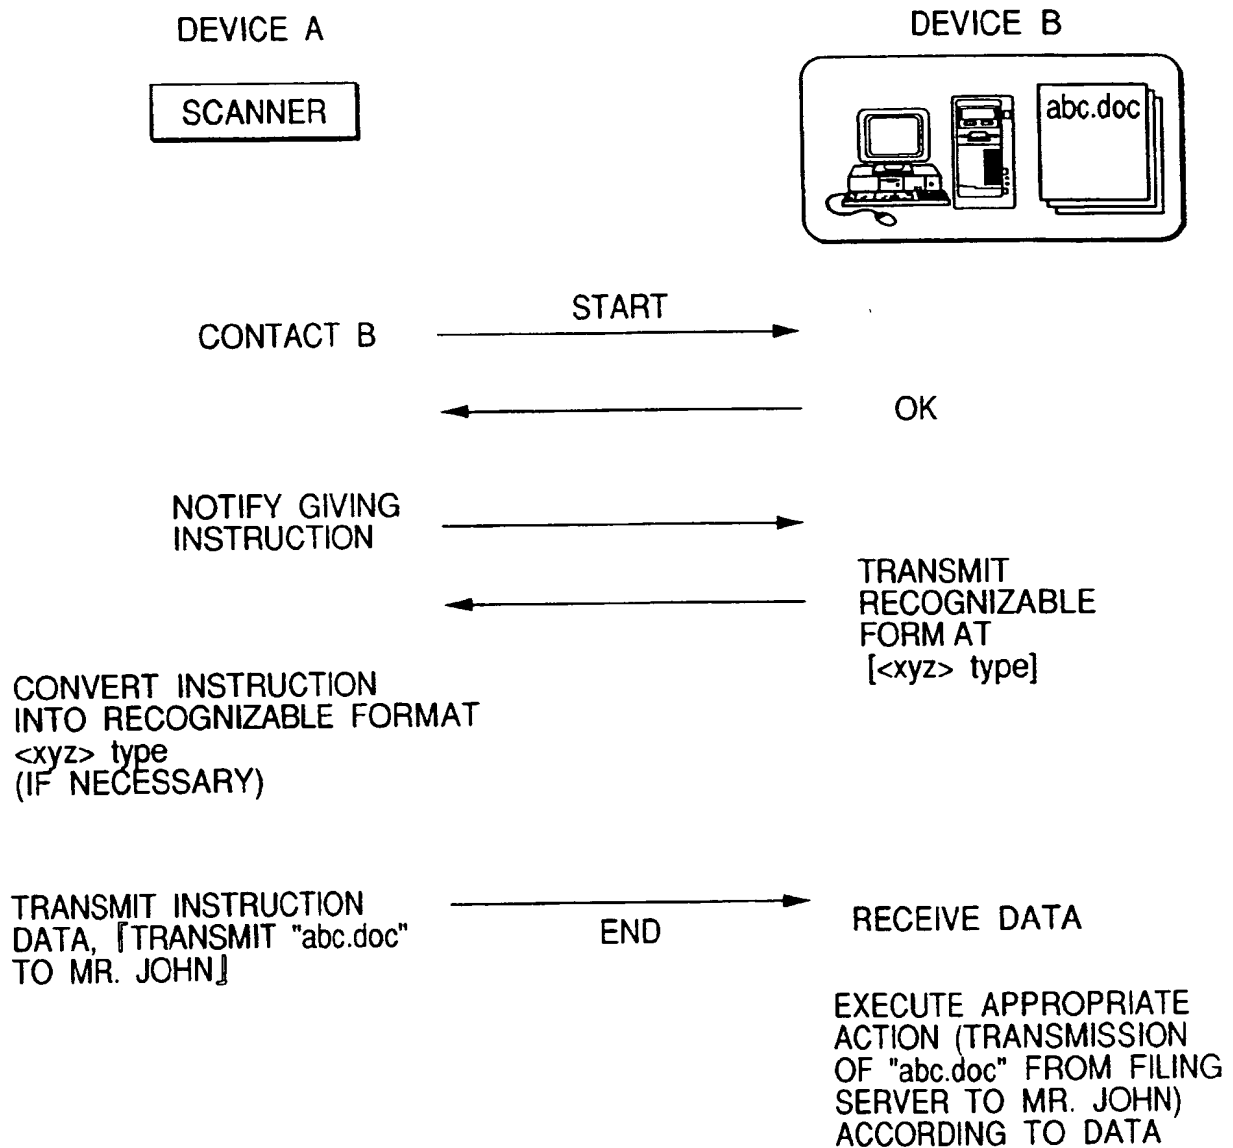 DEVICE A
DEVICE B
SCANNER
abc.doc
START
CONTACT B
OK
NOTIFY GIVING
INSTRUCTION
TRANSMIT
RECOGNIZABLE
FORM AT
[<xyz> type]
CONVERT INSTRUCTION
INTO RECOGNIZABLE FORMAT
<xyz> type
(IF NECESSARY)
TRANSMIT INSTRUCTION
DATA,『TRANSMIT "abc.doc"
TO MR. JOHN』
END
RECEIVE DATA
EXECUTE APPROPRIATE
ACTION (TRANSMISSION
OF "abc.doc" FROM FILING
SERVER TO MR. JOHN)
ACCORDING TO DATA